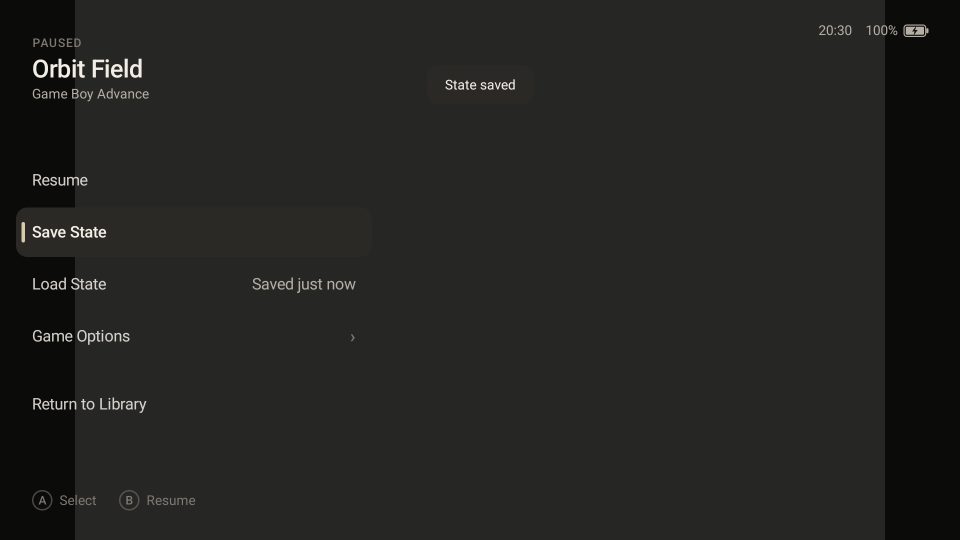 20:30 100%
PAUSED
Orbit Field
Game Boy Advance
State saved
Resume
Save State
Load State Saved just now
Game Options ›
Return to Library
A Select B Resume